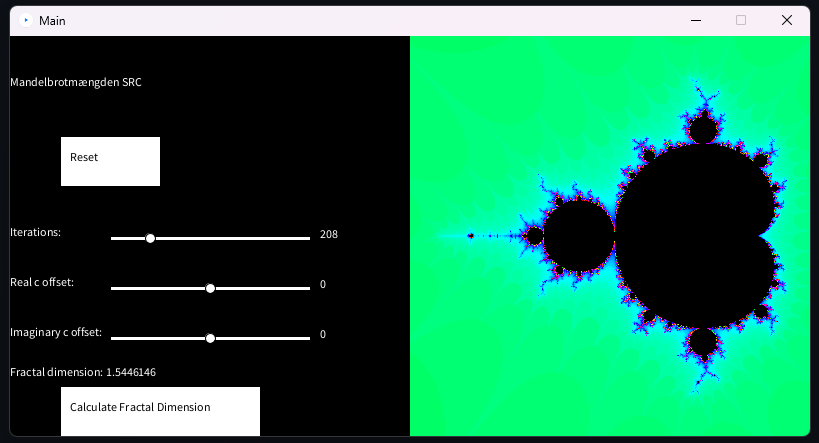 Main
Mandelbrotmængden SRC
Reset
Iterations: 208
Real c offset: 0
Imaginary c offset: 0
Fractal dimension: 1.5446146
Calculate Fractal Dimension